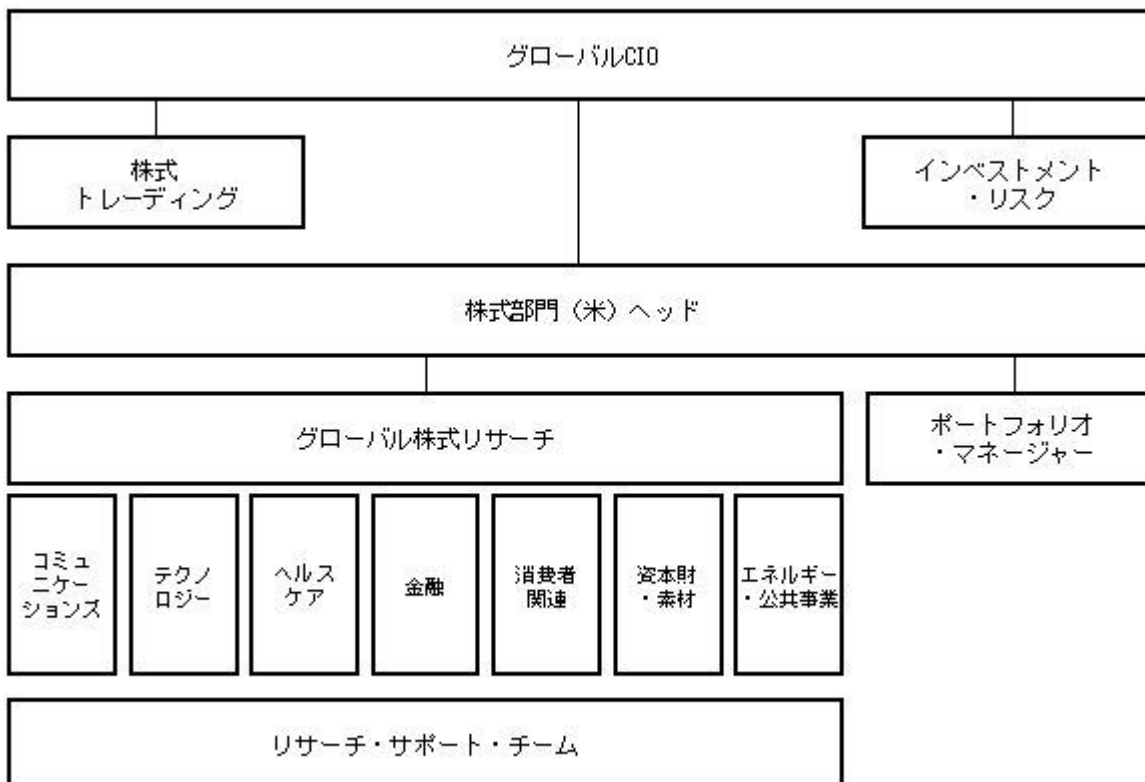 グローバルCIO
株式
トレーディング
インベストメント
・リスク
株式部門（米）ヘッド
グローバル株式リサーチ
ポートフォリオ
・マネージャー
コミュ
ニケー
ションズ
テクノ
ロジー
ヘルス
ケア
金融
消費者
関連
資本財
・素材
エネルギー
・公共事業
リサーチ・サポート・チーム